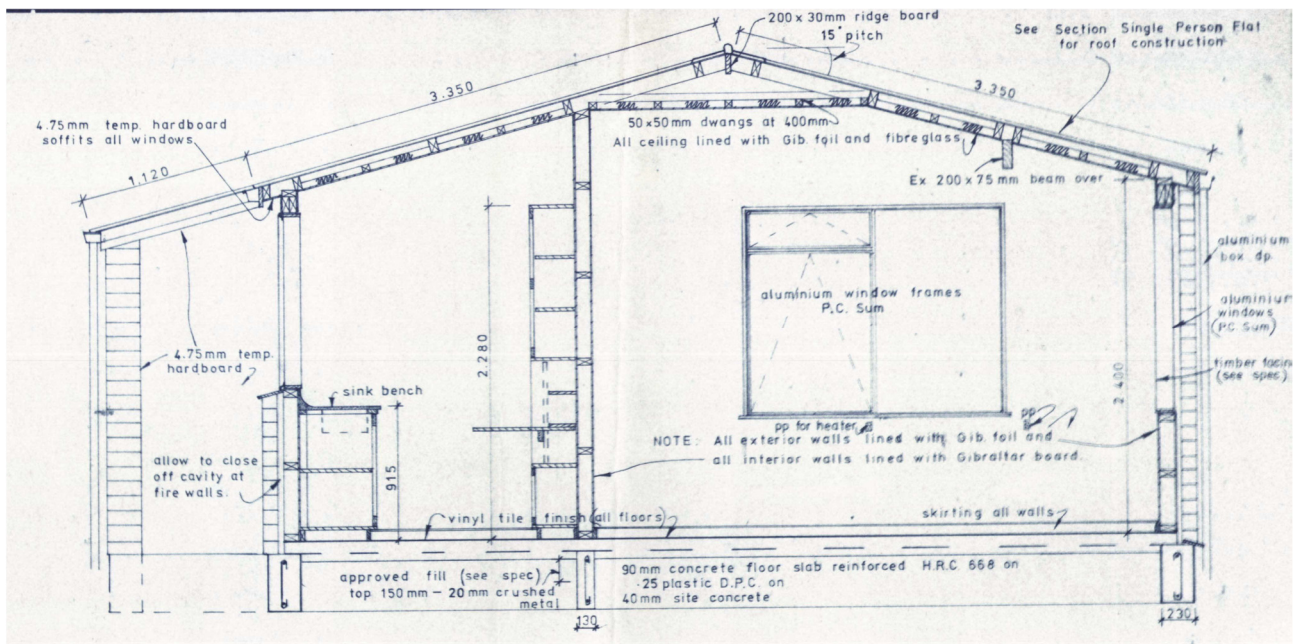 200 x 30mm ridge board
15° pitch
See Section Single Person Flat
for roof construction
3.350
3.350
4.75mm temp. hardboard
soffits all windows
50x50mm dwangs at 400mm
All ceiling lined with Gib. foil and fibreglass
1.120
Ex 200 x 75 mm beam over
aluminium
box dp.
aluminium window frames
P.C. Sum
aluminium
windows
(P.C. Sum)
2.280
4.75mm temp.
hardboard
timber facin
(see spec)
2.400
sink bench
pp
pp for heater
NOTE: All exterior walls lined with Gib. foil and
all interior walls lined with Gibraltar board.
allow to close
off cavity at
fire walls.
915
vinyl tile finish (all floors)
skirting all walls
approved fill (see spec)
top 150mm – 20mm crushed
metal
90mm concrete floor slab reinforced H.R.C 668 on
.25 plastic D.P.C. on
40mm site concrete
130
230